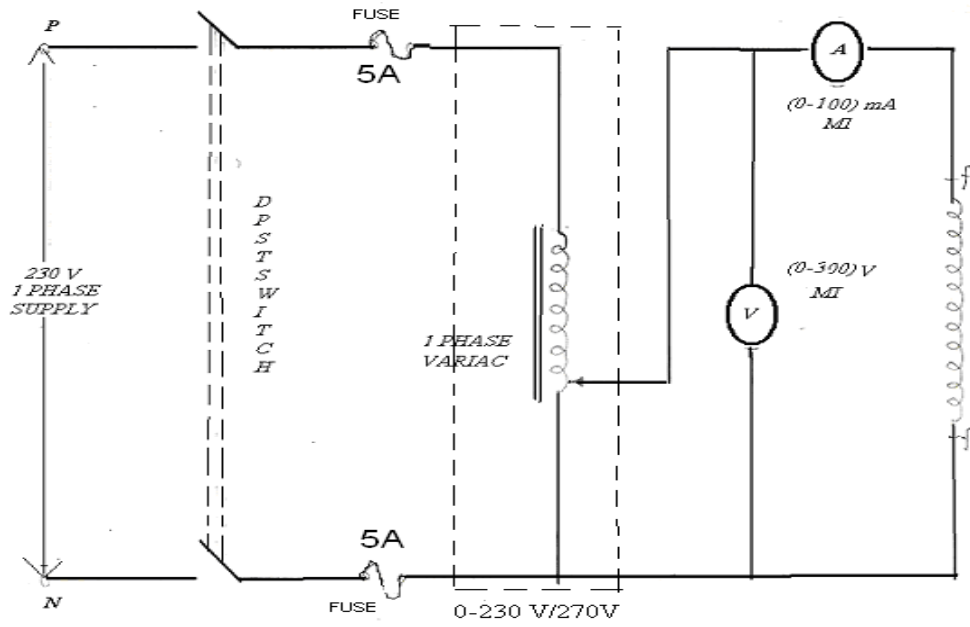 P
FUSE
5A
A
(0-100) mA
MI
f
DPSTSWITCH
230 V
1 PHASE
SUPPLY
(0-300) V
MI
V
1 PHASE
VARIAC
f
5A
N
FUSE
0-230 V/270V